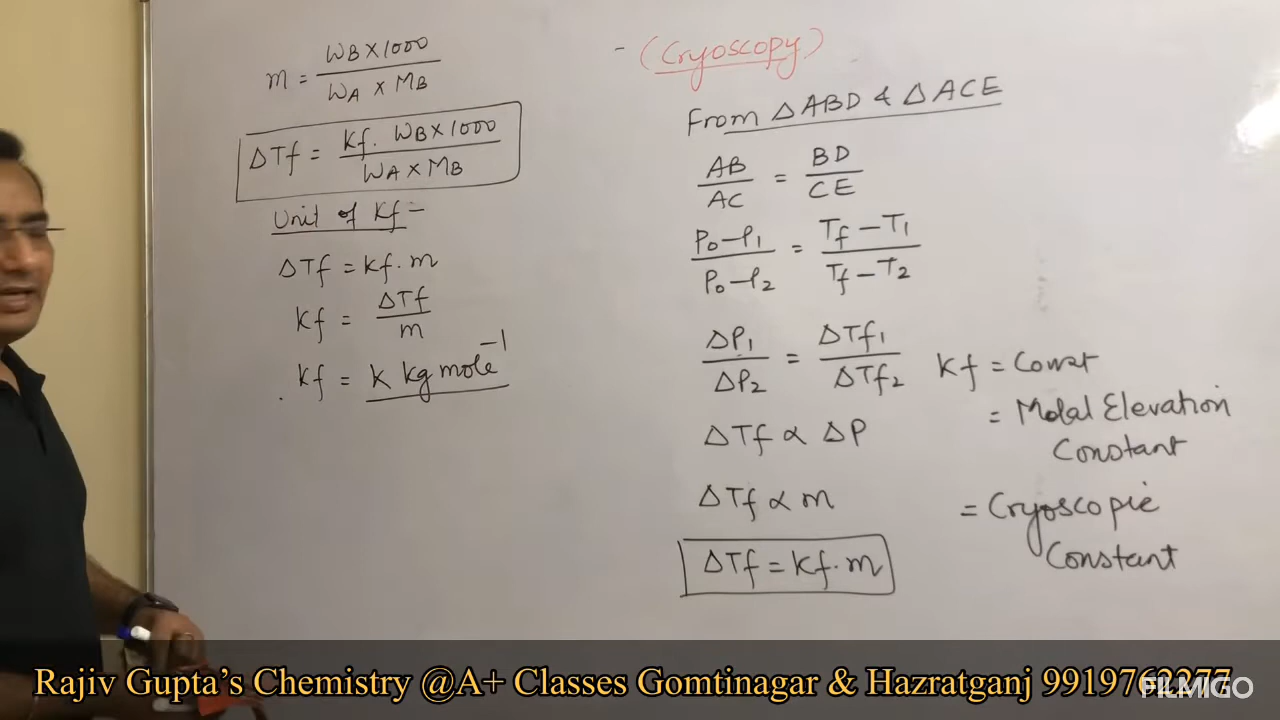 m = WB X 1000 / WA X MB
ΔTf = Kf. WB X 1000 / WA X MB
Unit of Kf –
ΔTf = Kf . m
Kf = ΔTf / m
Kf = K kg mole⁻¹
- (Cryoscopy)
From Δ ABD & Δ ACE
AB / AC = BD / CE
P₀-P₁ / P₀-P₂ = Tf - T₁ / Tf - T₂
ΔP₁ / ΔP₂ = ΔTf₁ / ΔTf₂
ΔTf ∝ ΔP
ΔTf ∝ m
ΔTf = Kf . m
Kf = Const
= Molal Elevation
Constant
= Cryoscopic
Constant
Rajiv Gupta’s Chemistry @A+ Classes Gomtinagar & Hazratganj 9919762277
FILMIGO